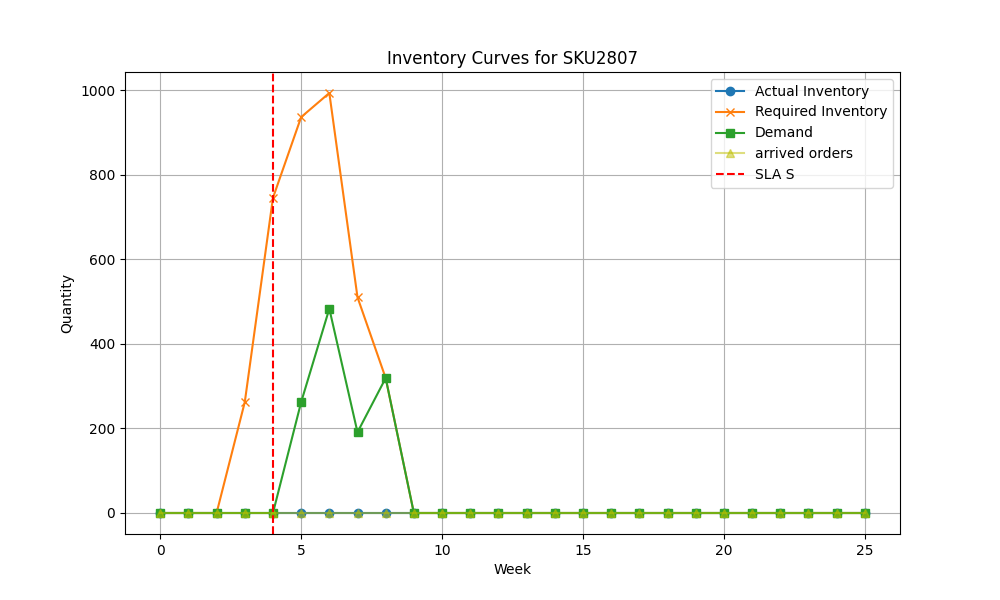 Inventory Curves for SKU2807
Actual Inventory
Required Inventory
Demand
arrived orders
SLA S
Quantity
1000
800
600
400
200
0
0 5 10 15 20 25
Week